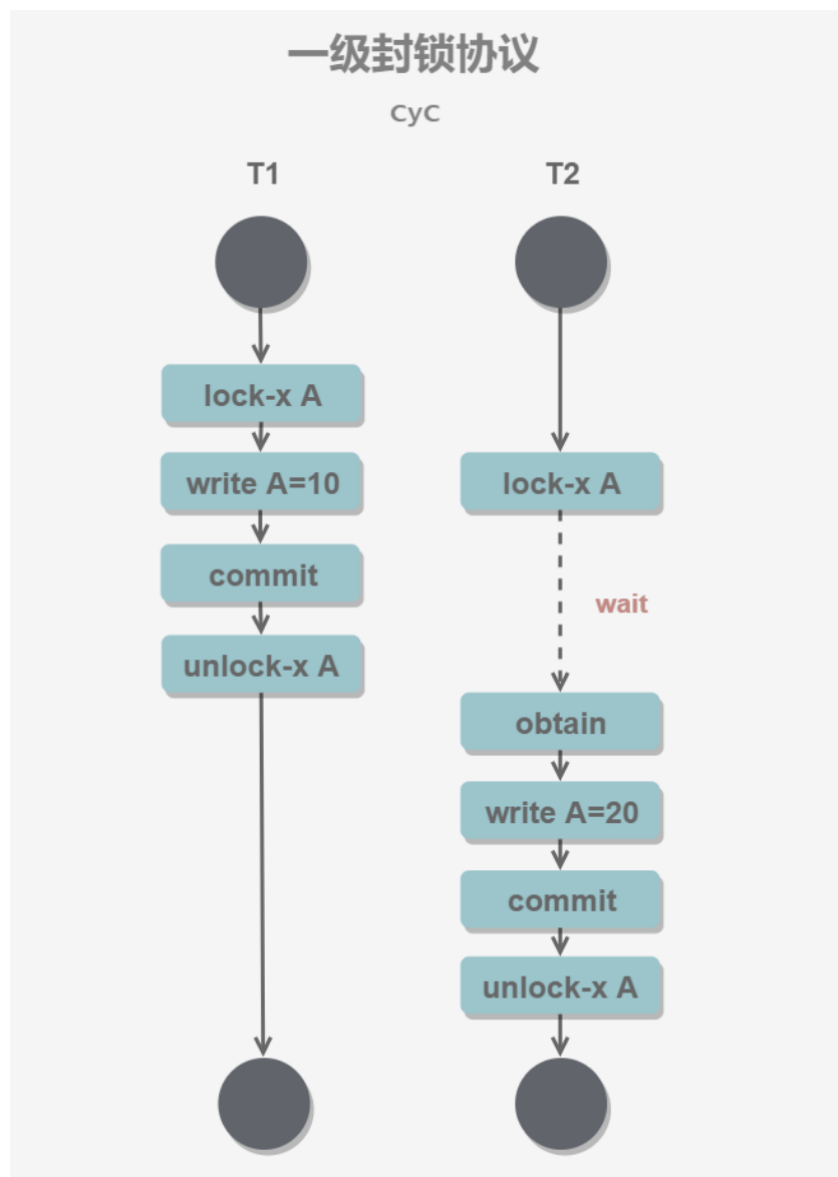 一级封锁协议
CyC
T1
T2
lock-x A
write A=10
commit
unlock-x A
lock-x A
wait
obtain
write A=20
commit
unlock-x A